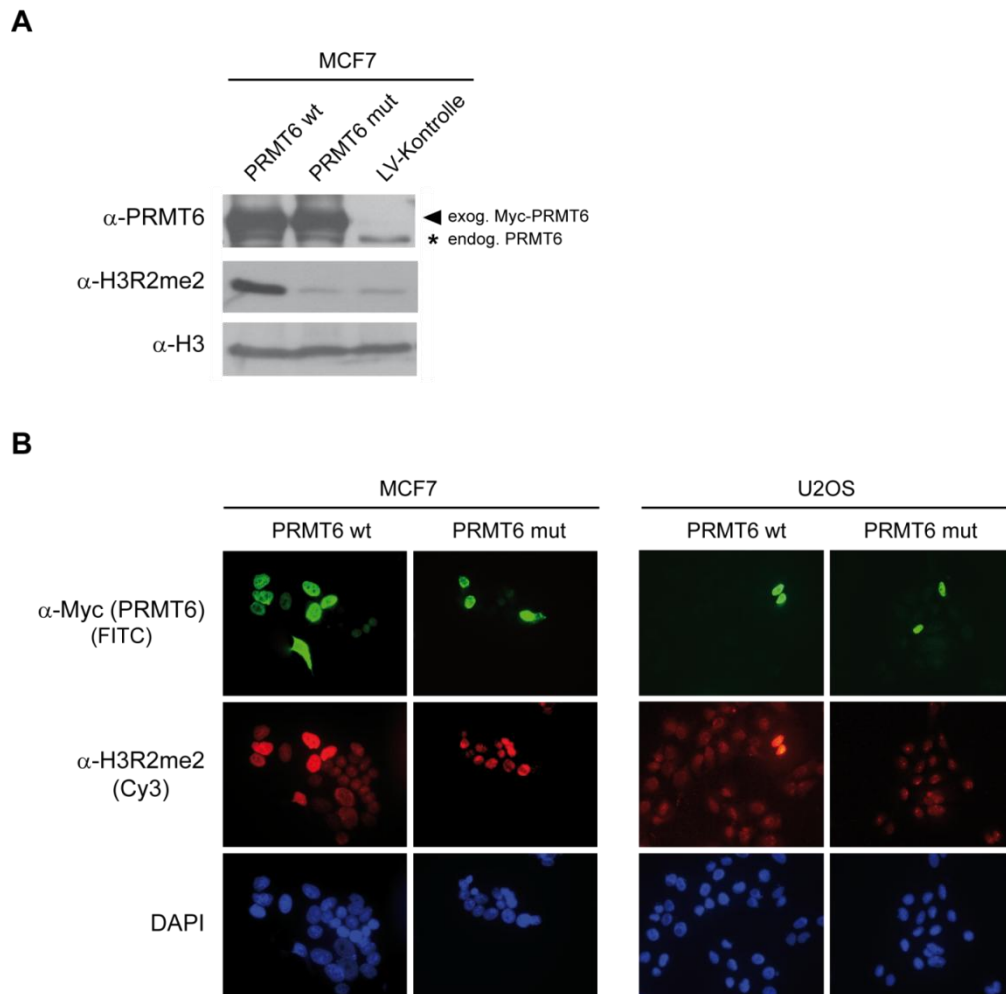 A
MCF7
PRMT6 wt
PRMT6 mut
LV-Kontrolle
α-PRMT6
exog. Myc-PRMT6
* endog. PRMT6
α-H3R2me2
α-H3
B
MCF7
U2OS
PRMT6 wt
PRMT6 mut
PRMT6 wt
PRMT6 mut
α-Myc (PRMT6)
(FITC)
α-H3R2me2
(Cy3)
DAPI